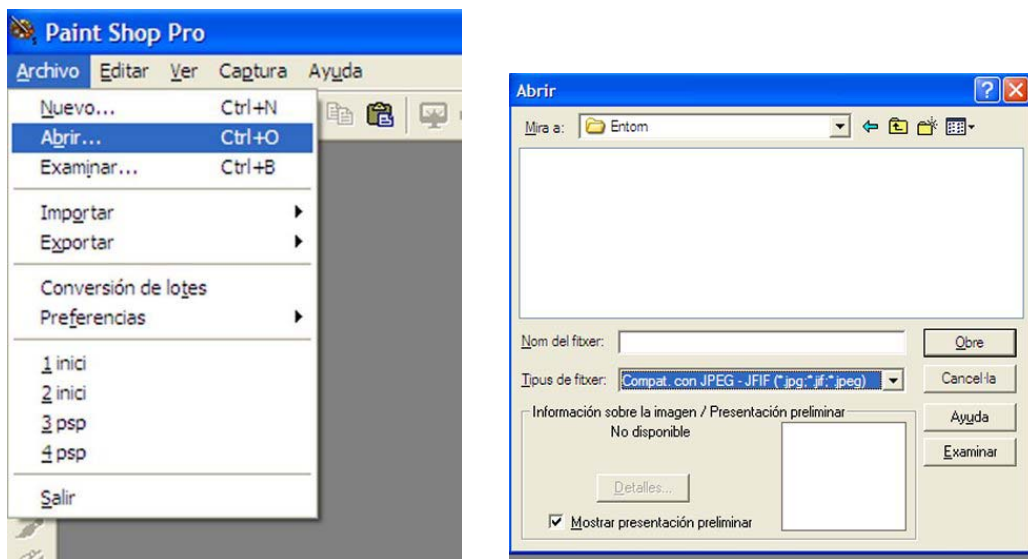 Paint Shop Pro
Archivo Editar Ver Captura Ayuda
Nuevo... Ctrl+N
Abrir... Ctrl+O
Examinar... Ctrl+B
Importar
Exportar
Conversión de lotes
Preferencias
1 inici
2 inici
3 psp
4 psp
Salir
Abrir
Mira a: Entom
Nom del fitxer: Obre
Tipus de fitxer: Compat. con JPEG - JFIF (*.jpg;*.jif;*.jpeg) Cancel·la
Información sobre la imagen / Presentación preliminar Ayuda
No disponible
Examinar
Detalles...
Mostrar presentación preliminar